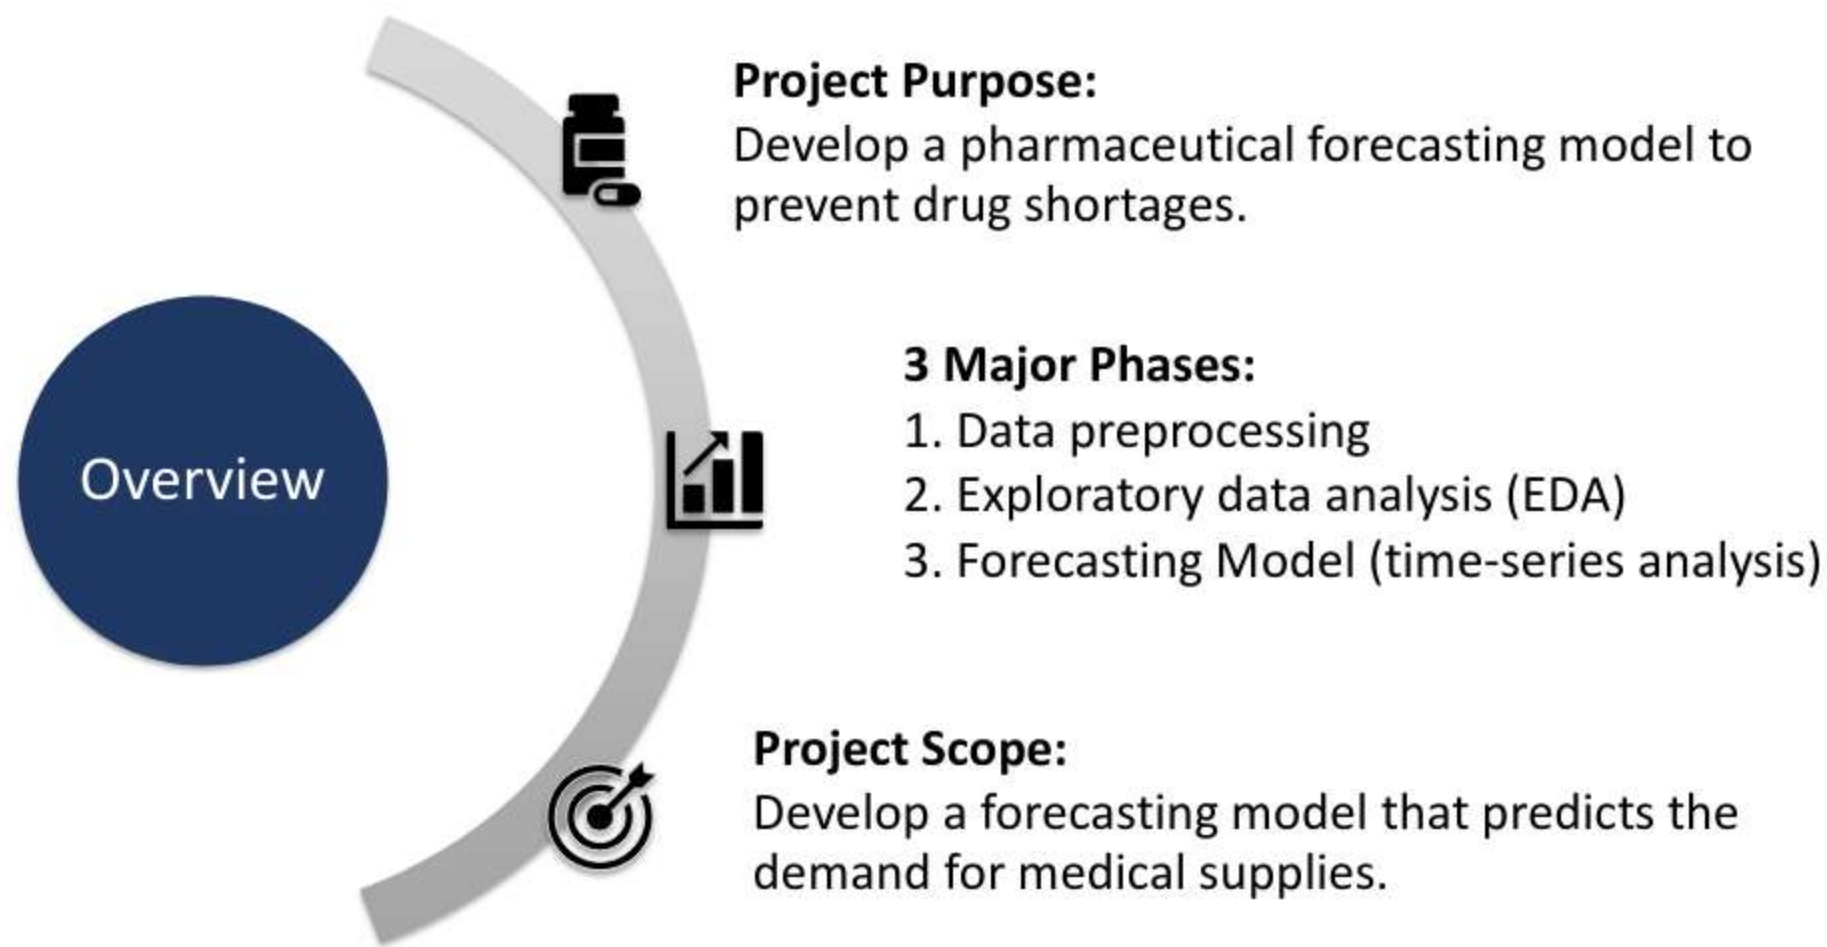 Overview
Project Purpose:
Develop a pharmaceutical forecasting model to
prevent drug shortages.
3 Major Phases:
1. Data preprocessing
2. Exploratory data analysis (EDA)
3. Forecasting Model (time-series analysis)
Project Scope:
Develop a forecasting model that predicts the
demand for medical supplies.